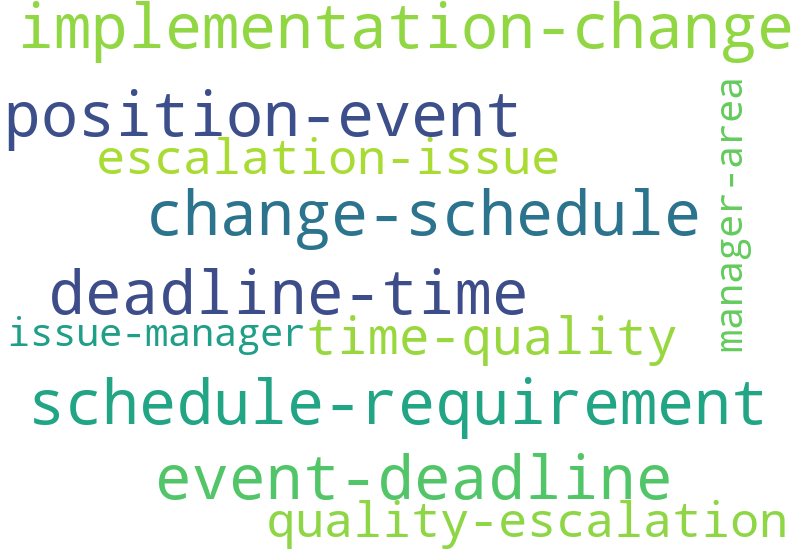 implementation-change
position-event
manager-area
escalation-issue
change-schedule
deadline-time
issue-manager
time-quality
schedule-requirement
event-deadline
quality-escalation